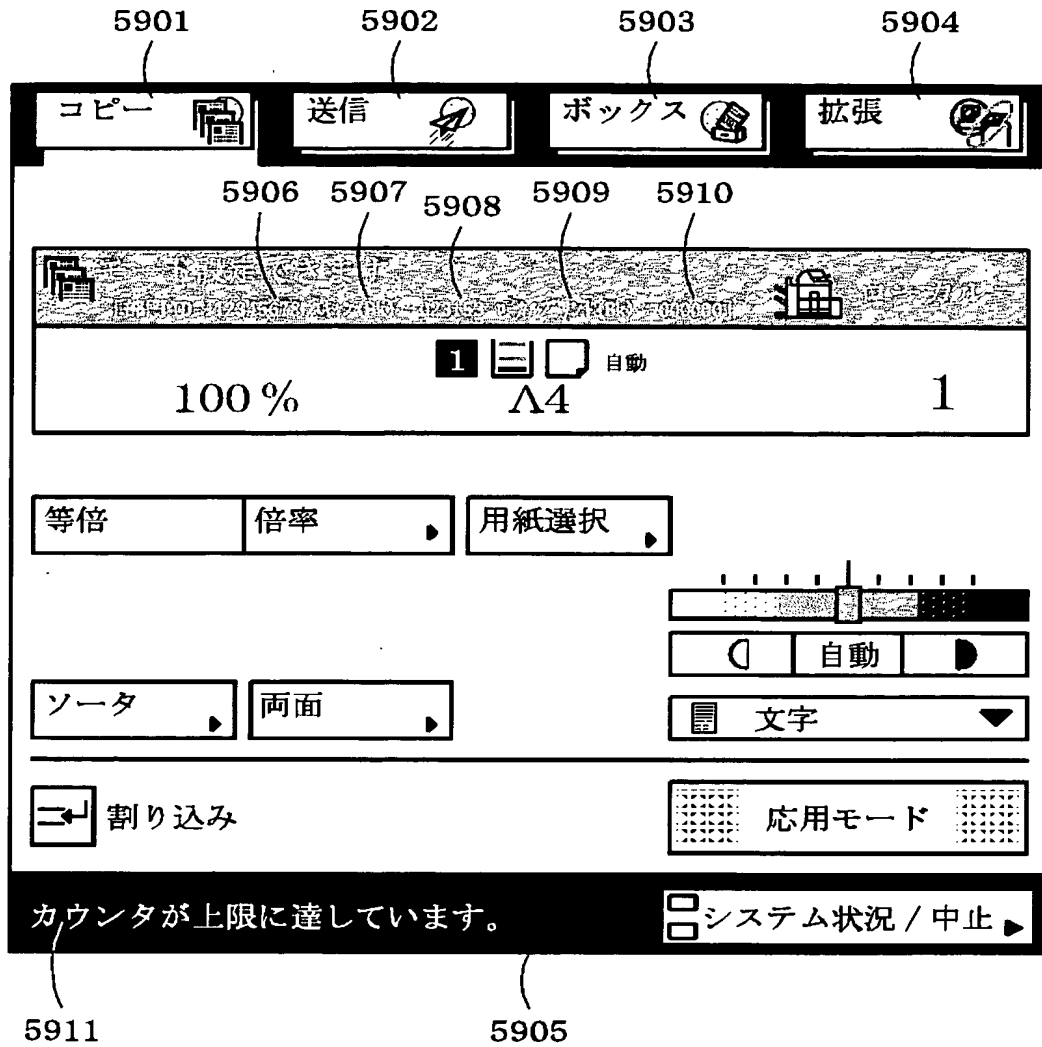 5901 5902 5903 5904
コピー 送信 ボックス 拡張
5906 5907 5908 5909 5910
ローカル
1 自動
100 % A4 1
等倍 倍率 用紙選択
自動
ソータ 両面 文字
割り込み 応用モード
カウンタが上限に達しています。 システム状況 / 中止
5911 5905